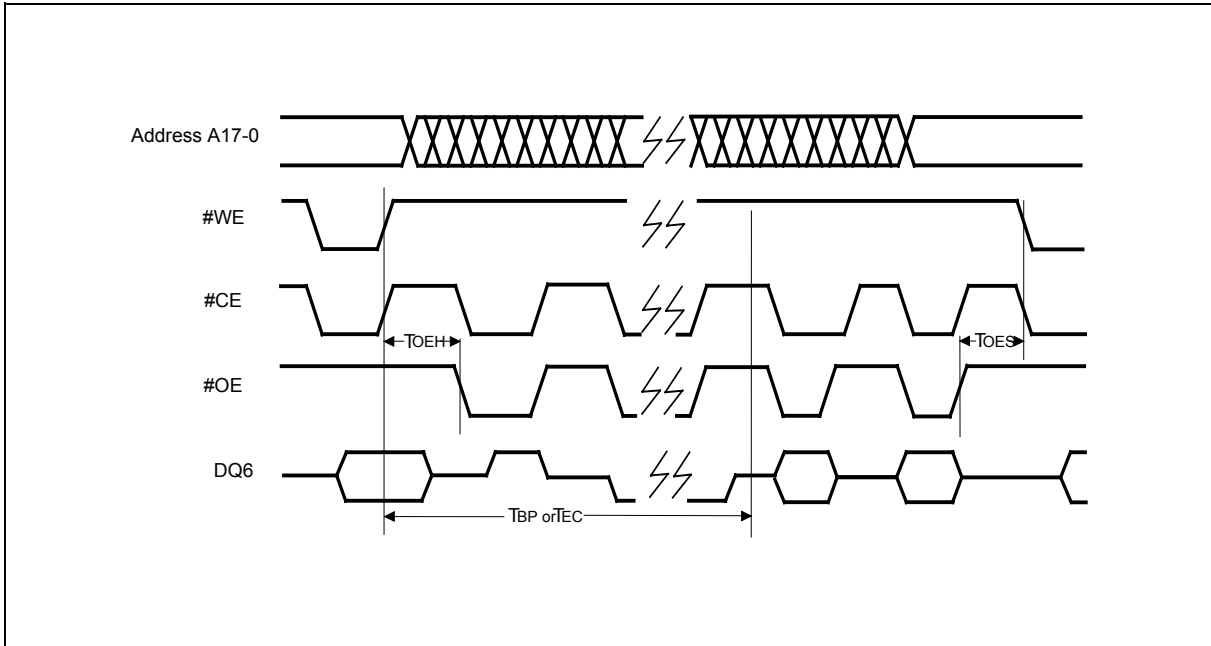 Address A17-0
#WE
#CE
TOEH
TOES
#OE
DQ6
TBP orTEC